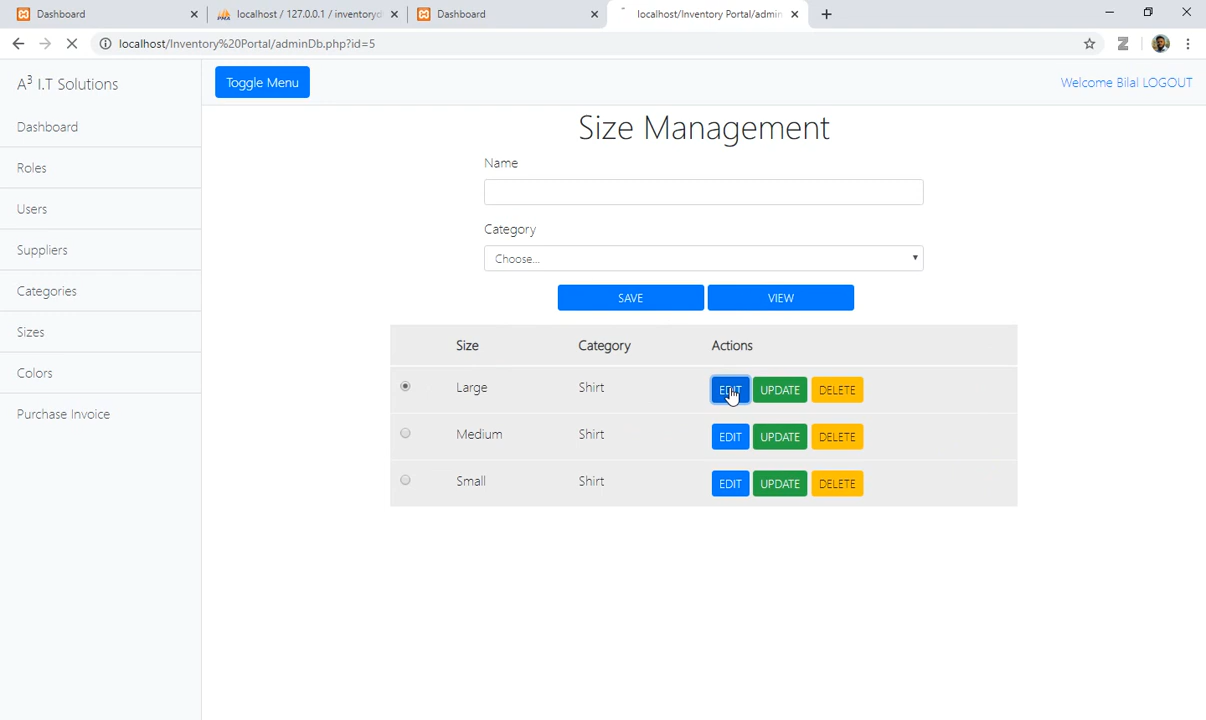 Dashboard
localhost / 127.0.0.1 / inventoryd
Dashboard
localhost/Inventory Portal/admin
localhost/Inventory%20Portal/adminDb.php?id=5
A³ I.T Solutions
Toggle Menu
Welcome Bilal LOGOUT
Dashboard
Roles
Users
Suppliers
Categories
Sizes
Colors
Purchase Invoice
Size Management
Name
Category
Choose...
SAVE VIEW
Size Category Actions
Large Shirt EDIT UPDATE DELETE
Medium Shirt EDIT UPDATE DELETE
Small Shirt EDIT UPDATE DELETE